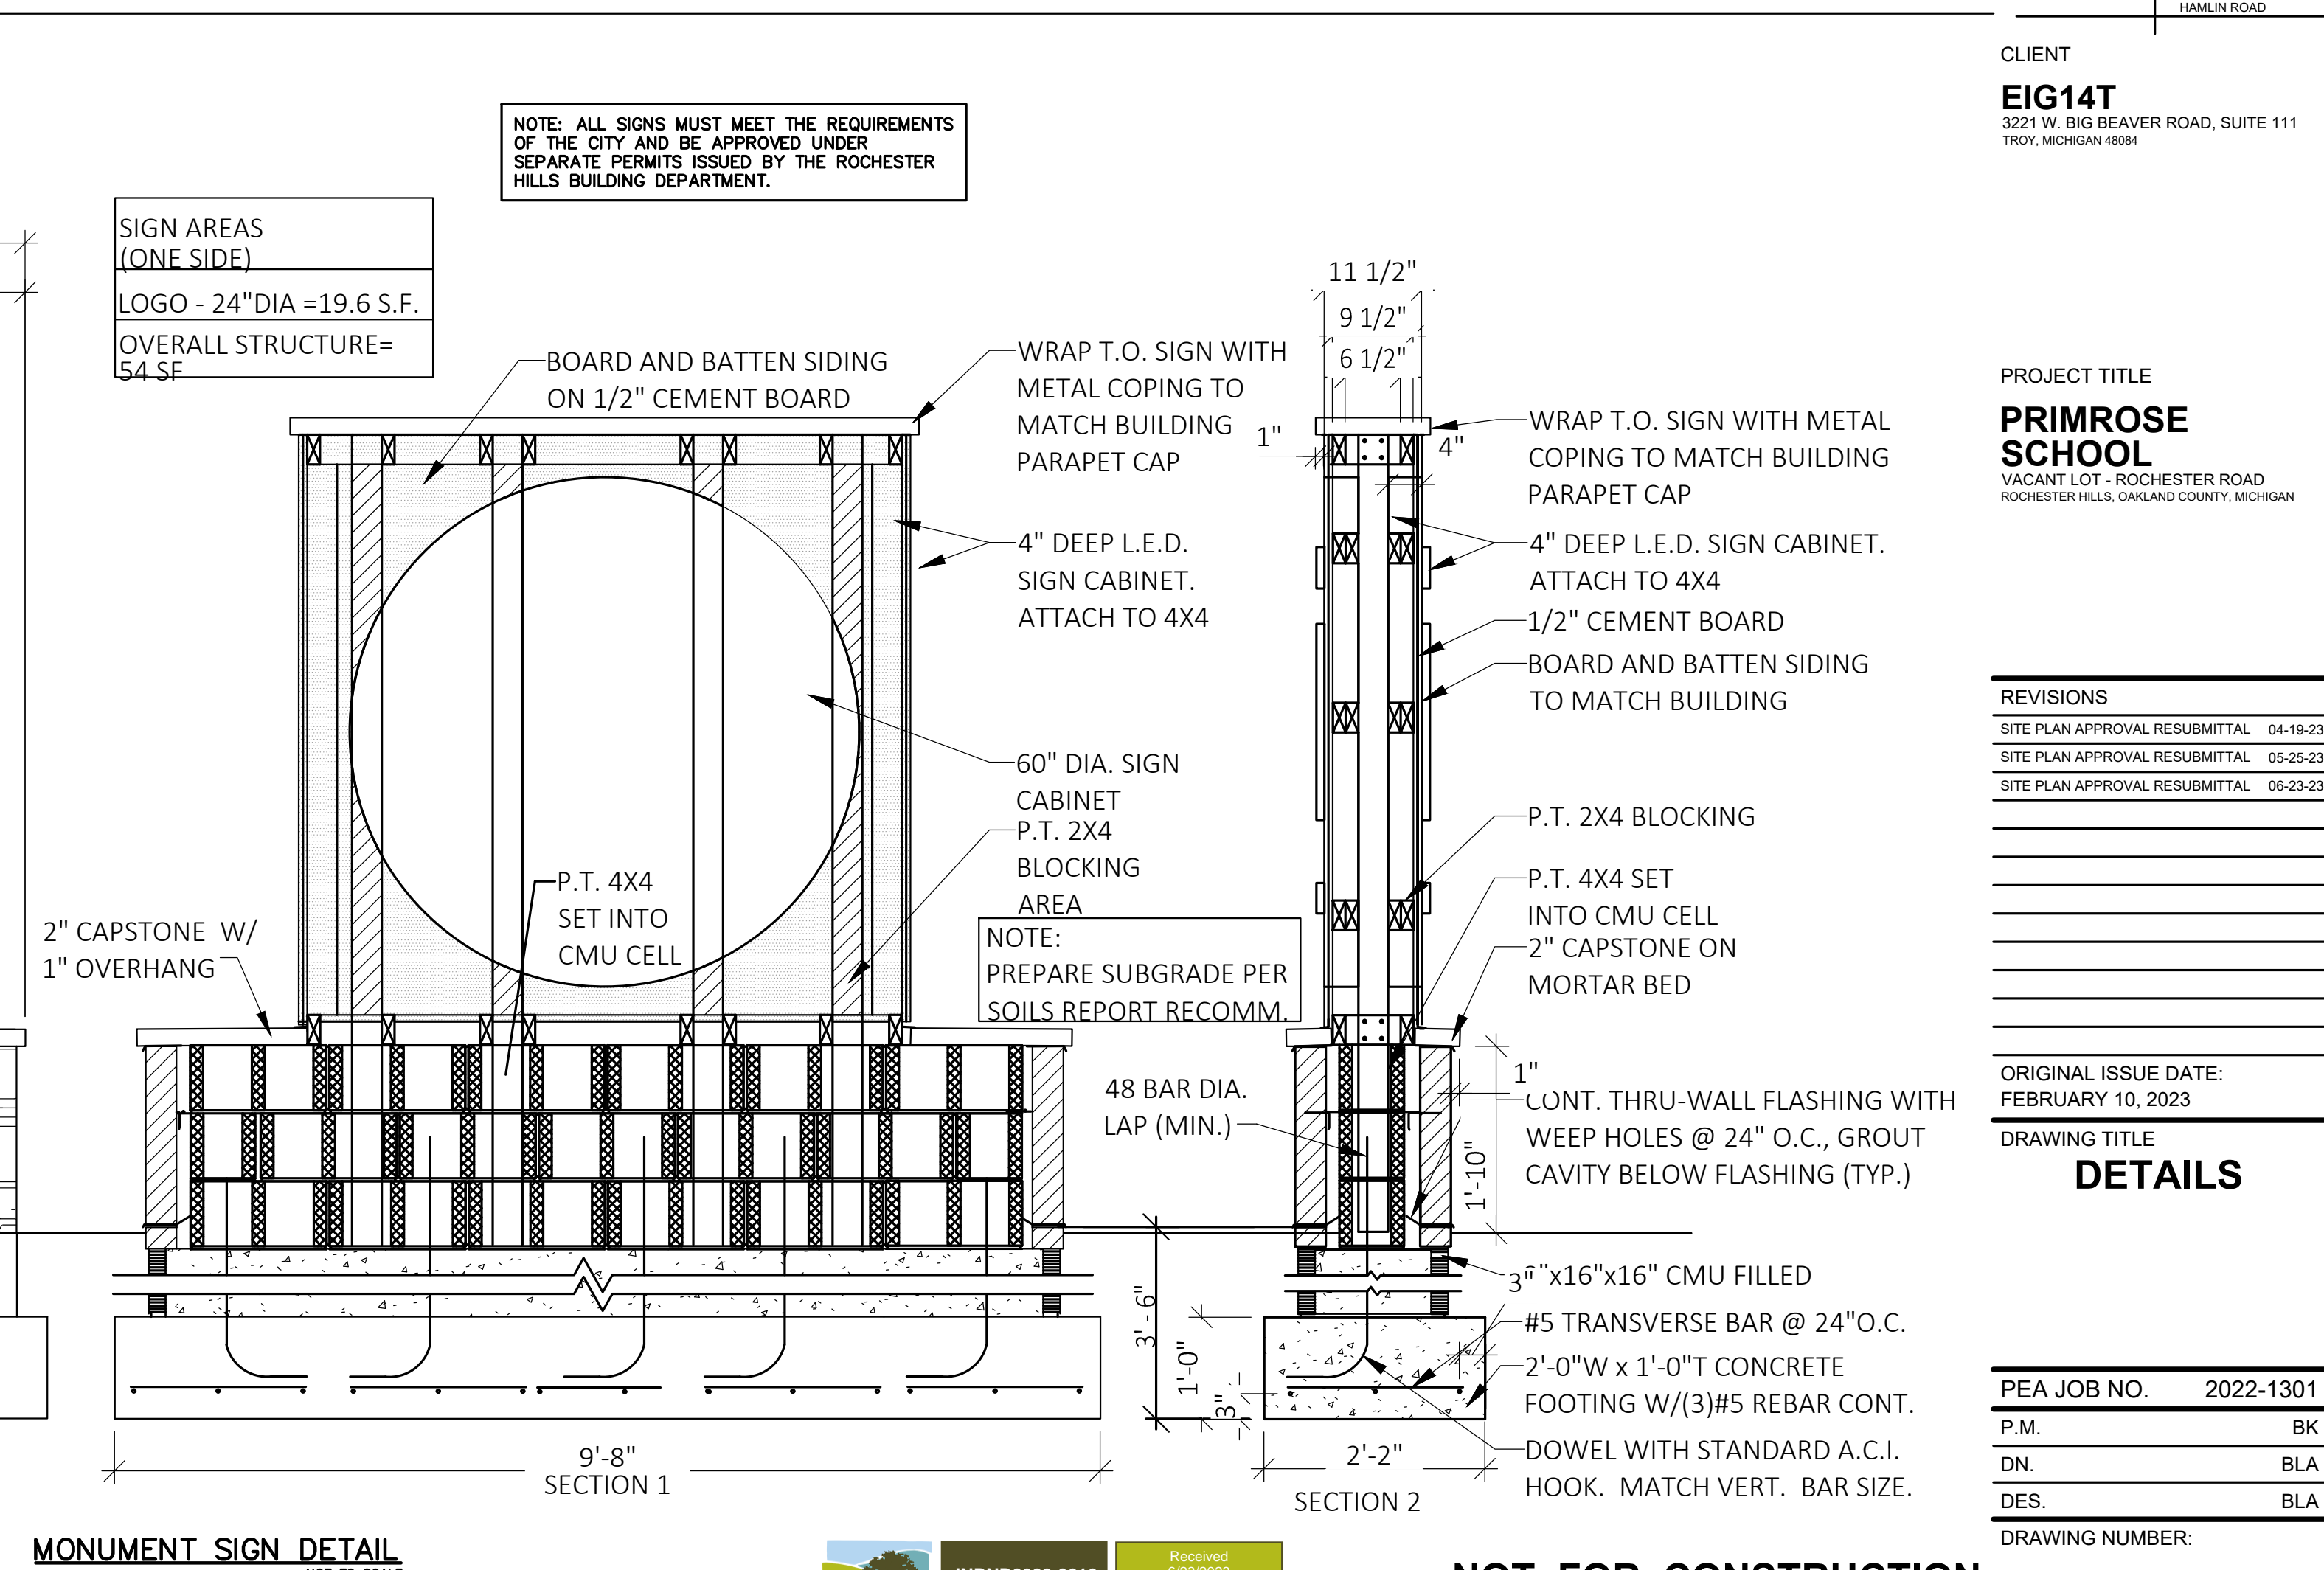 HAMLIN ROAD
CLIENT
EIG14T
3221 W. BIG BEAVER ROAD, SUITE 111
TROY, MICHIGAN 48084
NOTE: ALL SIGNS MUST MEET THE REQUIREMENTS
OF THE CITY AND BE APPROVED UNDER
SEPARATE PERMITS ISSUED BY THE ROCHESTER
HILLS BUILDING DEPARTMENT.
SIGN AREAS
(ONE SIDE)
LOGO - 24"DIA =19.6 S.F.
OVERALL STRUCTURE=
54 SF
BOARD AND BATTEN SIDING
ON 1/2" CEMENT BOARD
WRAP T.O. SIGN WITH
METAL COPING TO
MATCH BUILDING
PARAPET CAP
4" DEEP L.E.D.
SIGN CABINET.
ATTACH TO 4X4
60" DIA. SIGN
CABINET
P.T. 2X4
BLOCKING
AREA
P.T. 4X4
SET INTO
CMU CELL
2" CAPSTONE W/
1" OVERHANG
NOTE:
PREPARE SUBGRADE PER
SOILS REPORT RECOMM.
11 1/2"
9 1/2"
6 1/2"
1"
4"
WRAP T.O. SIGN WITH METAL
COPING TO MATCH BUILDING
PARAPET CAP
4" DEEP L.E.D. SIGN CABINET.
ATTACH TO 4X4
1/2" CEMENT BOARD
BOARD AND BATTEN SIDING
TO MATCH BUILDING
P.T. 2X4 BLOCKING
P.T. 4X4 SET
INTO CMU CELL
2" CAPSTONE ON
MORTAR BED
48 BAR DIA.
LAP (MIN.)
1"
1'-10"
CONT. THRU-WALL FLASHING WITH
WEEP HOLES @ 24" O.C., GROUT
CAVITY BELOW FLASHING (TYP.)
3"
"x16"x16" CMU FILLED
#5 TRANSVERSE BAR @ 24"O.C.
2'-0"W x 1'-0"T CONCRETE
FOOTING W/(3)#5 REBAR CONT.
DOWEL WITH STANDARD A.C.I.
HOOK. MATCH VERT. BAR SIZE.
3' - 6"
1'-0"
3"
9'-8"
SECTION 1
2'-2"
SECTION 2
MONUMENT SIGN DETAIL
NOT TO SCALE
Received
NOT FOR CONSTRUCTION
PROJECT TITLE
PRIMROSE
SCHOOL
VACANT LOT - ROCHESTER ROAD
ROCHESTER HILLS, OAKLAND COUNTY, MICHIGAN
REVISIONS
SITE PLAN APPROVAL RESUBMITTAL 04-19-23
SITE PLAN APPROVAL RESUBMITTAL 05-25-23
SITE PLAN APPROVAL RESUBMITTAL 06-23-23
ORIGINAL ISSUE DATE:
FEBRUARY 10, 2023
DRAWING TITLE
DETAILS
PEA JOB NO. 2022-1301
P.M. BK
DN. BLA
DES. BLA
DRAWING NUMBER: